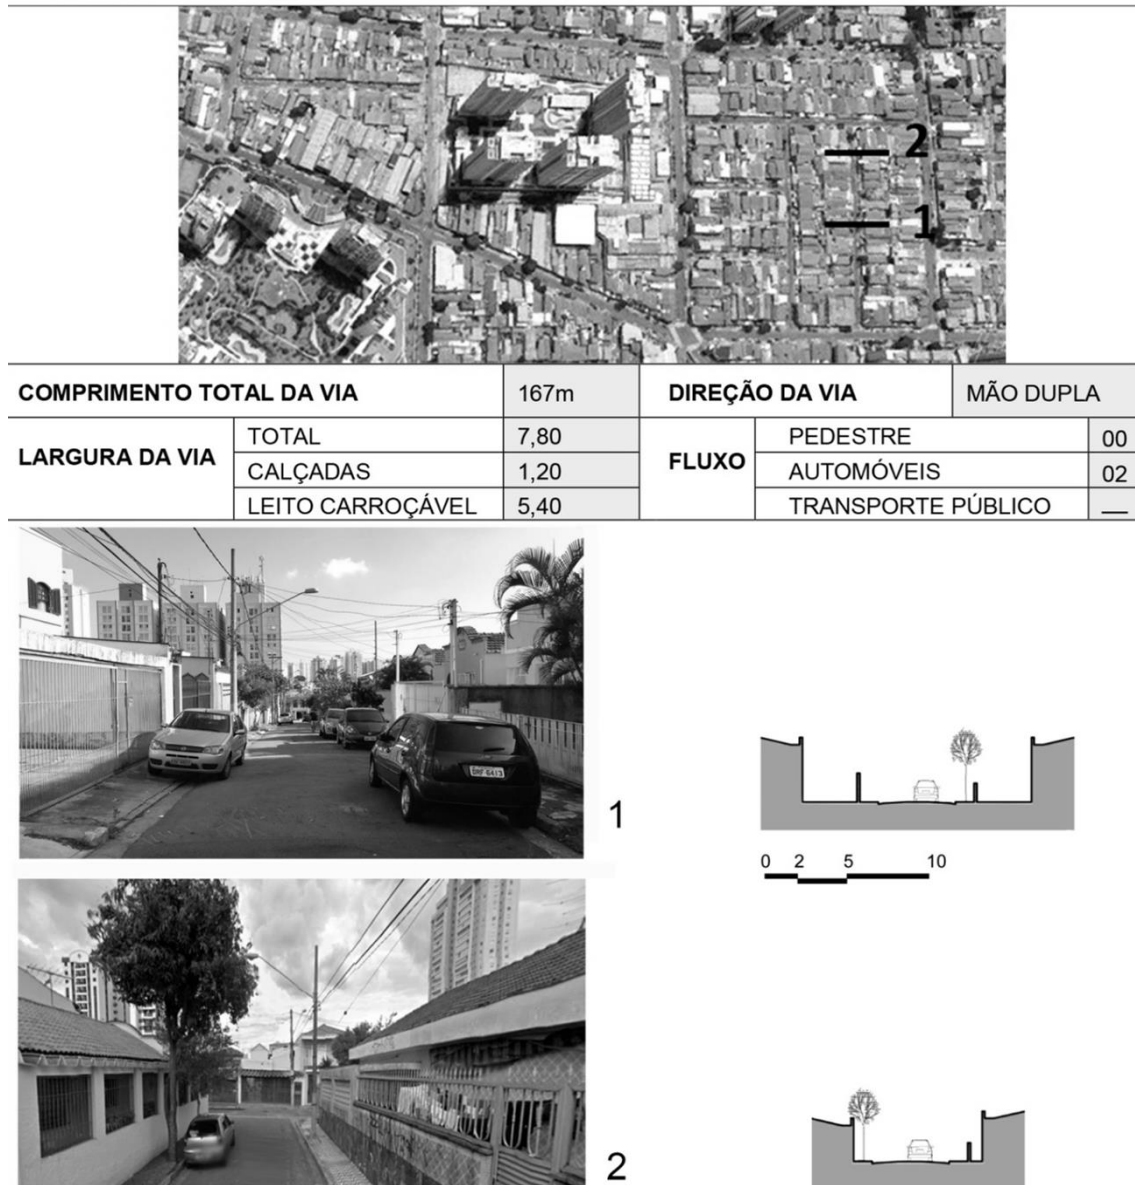 2
1
COMPRIMENTO TOTAL DA VIA 167m DIREÇÃO DA VIA MÃO DUPLA
LARGURA DA VIA TOTAL 7,80 FLUXO PEDESTRE 00
CALÇADAS 1,20 AUTOMÓVEIS 02
LEITO CARROÇÁVEL 5,40 TRANSPORTE PÚBLICO —
1
0 2 5 10
2